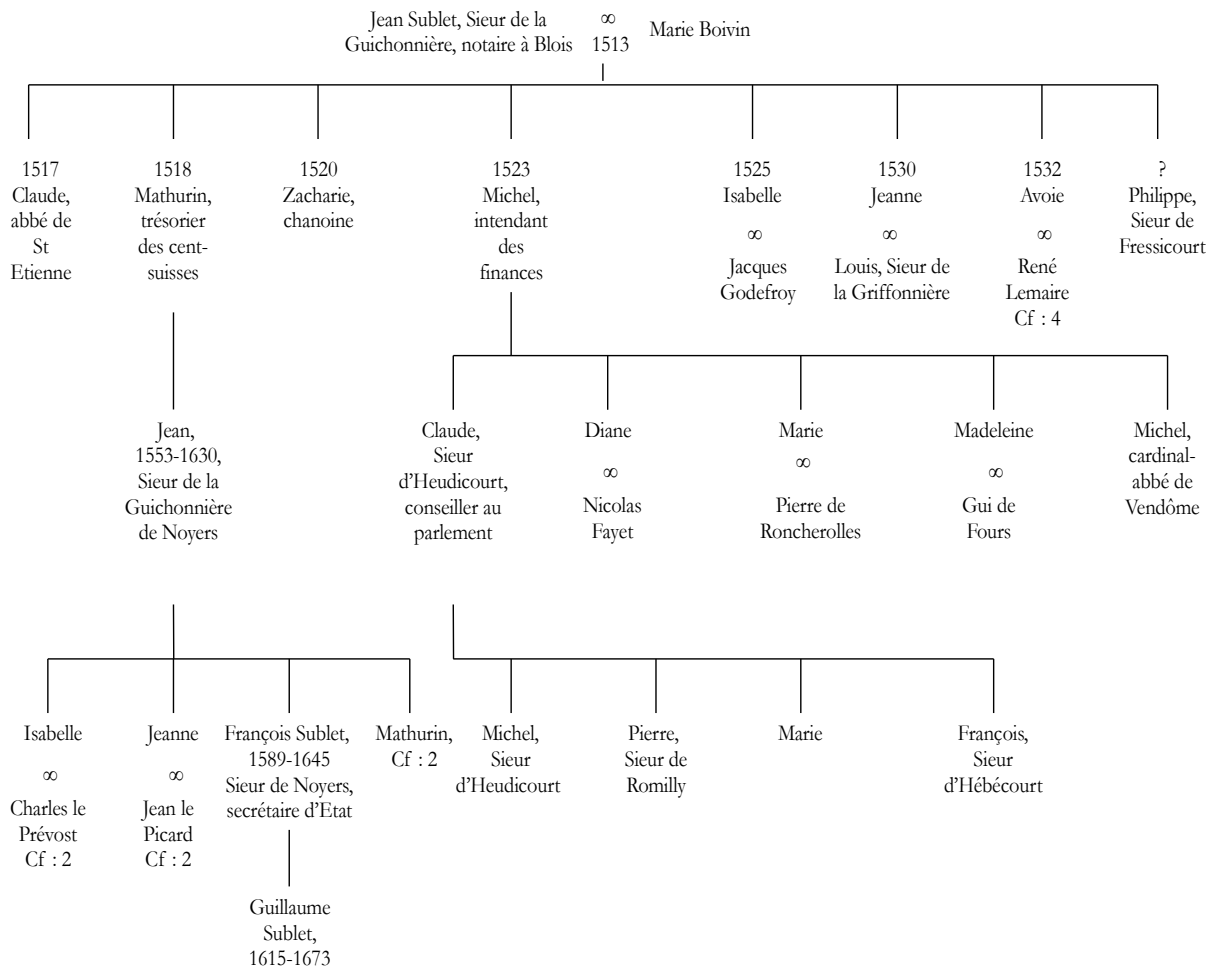 Jean Sublet, Sieur de la
Guichonnière, notaire à Blois
∞
1513
Marie Boivin
1517
Claude,
abbé de
St
Etienne
1518
Mathurin,
trésorier
des cent-
suisses
1520
Zacharie,
chanoine
1523
Michel,
intendant
des
finances
1525
Isabelle
∞
Jacques
Godefroy
1530
Jeanne
∞
Louis, Sieur de
la Griffonnière
1532
Avoie
∞
René
Lemaire
Cf : 4
?
Philippe,
Sieur de
Fressicourt
Jean,
1553-1630,
Sieur de la
Guichonnière
de Noyers
Claude,
Sieur
d'Heudicourt,
conseiller au
parlement
Diane
∞
Nicolas
Fayet
Marie
∞
Pierre de
Roncherolles
Madeleine
∞
Gui de
Fours
Michel,
cardinal-
abbé de
Vendôme
Isabelle
∞
Charles le
Prévost
Cf : 2
Jeanne
∞
Jean le
Picard
Cf : 2
François Sublet,
1589-1645
Sieur de Noyers,
secrétaire d'Etat
Mathurin,
Cf : 2
Michel,
Sieur
d'Heudicourt
Pierre,
Sieur de
Romilly
Marie
François,
Sieur
d'Hébécourt
Guillaume
Sublet,
1615-1673